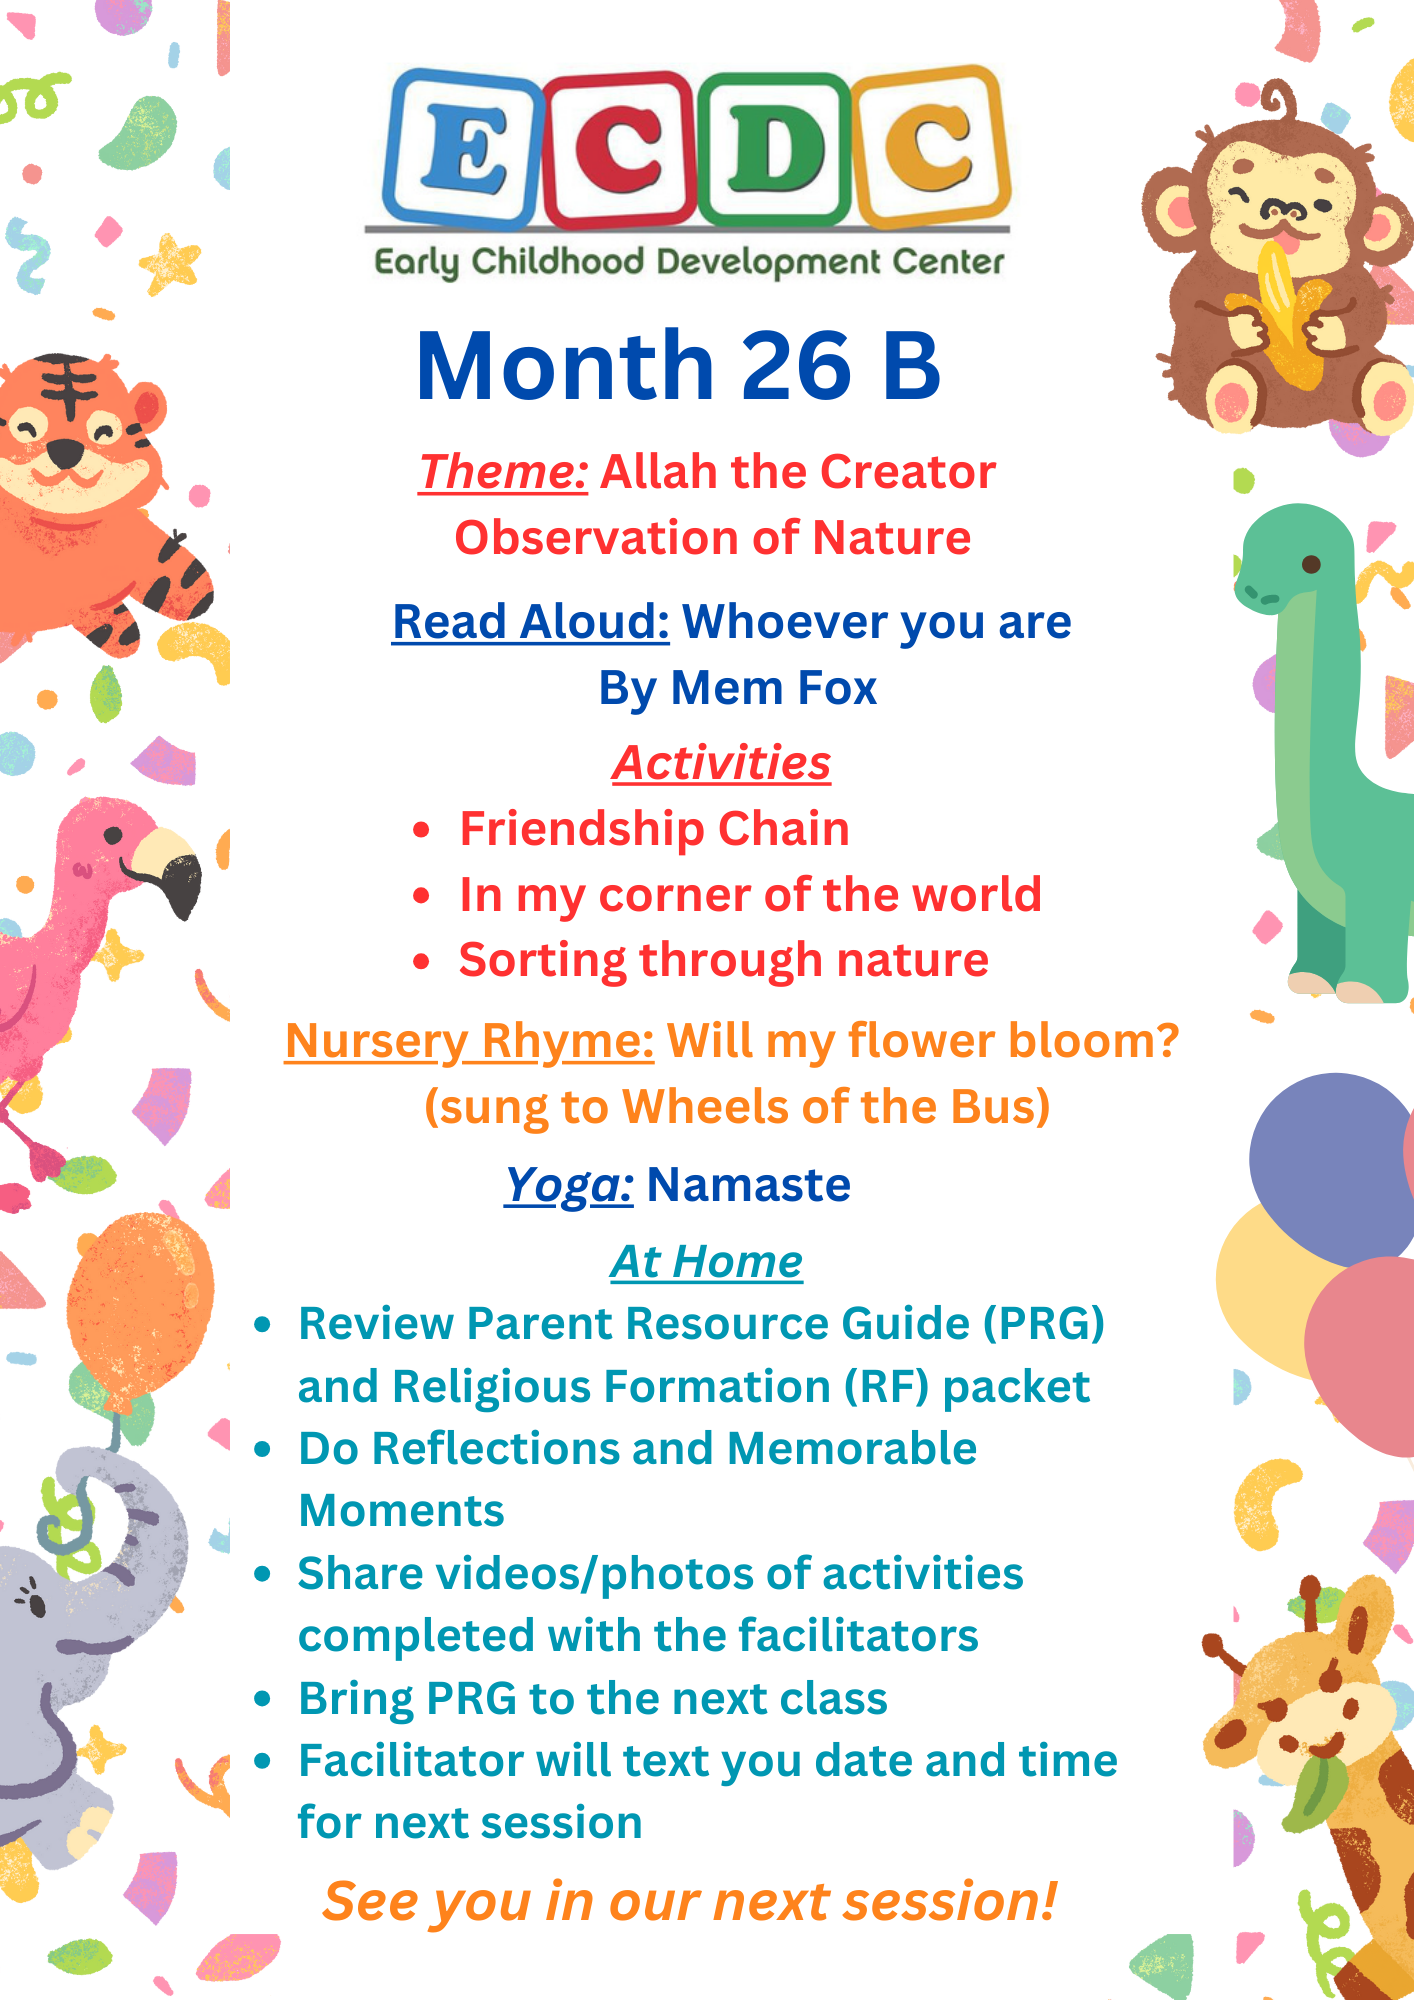 E C D C
Early Childhood Development Center
Month 26 B
Theme: Allah the Creator
Observation of Nature
Read Aloud: Whoever you are
By Mem Fox
Activities
• Friendship Chain
• In my corner of the world
• Sorting through nature
Nursery Rhyme: Will my flower bloom?
(sung to Wheels of the Bus)
Yoga: Namaste
At Home
• Review Parent Resource Guide (PRG)
and Religious Formation (RF) packet
• Do Reflections and Memorable
Moments
• Share videos/photos of activities
completed with the facilitators
• Bring PRG to the next class
• Facilitator will text you date and time
for next session
See you in our next session!